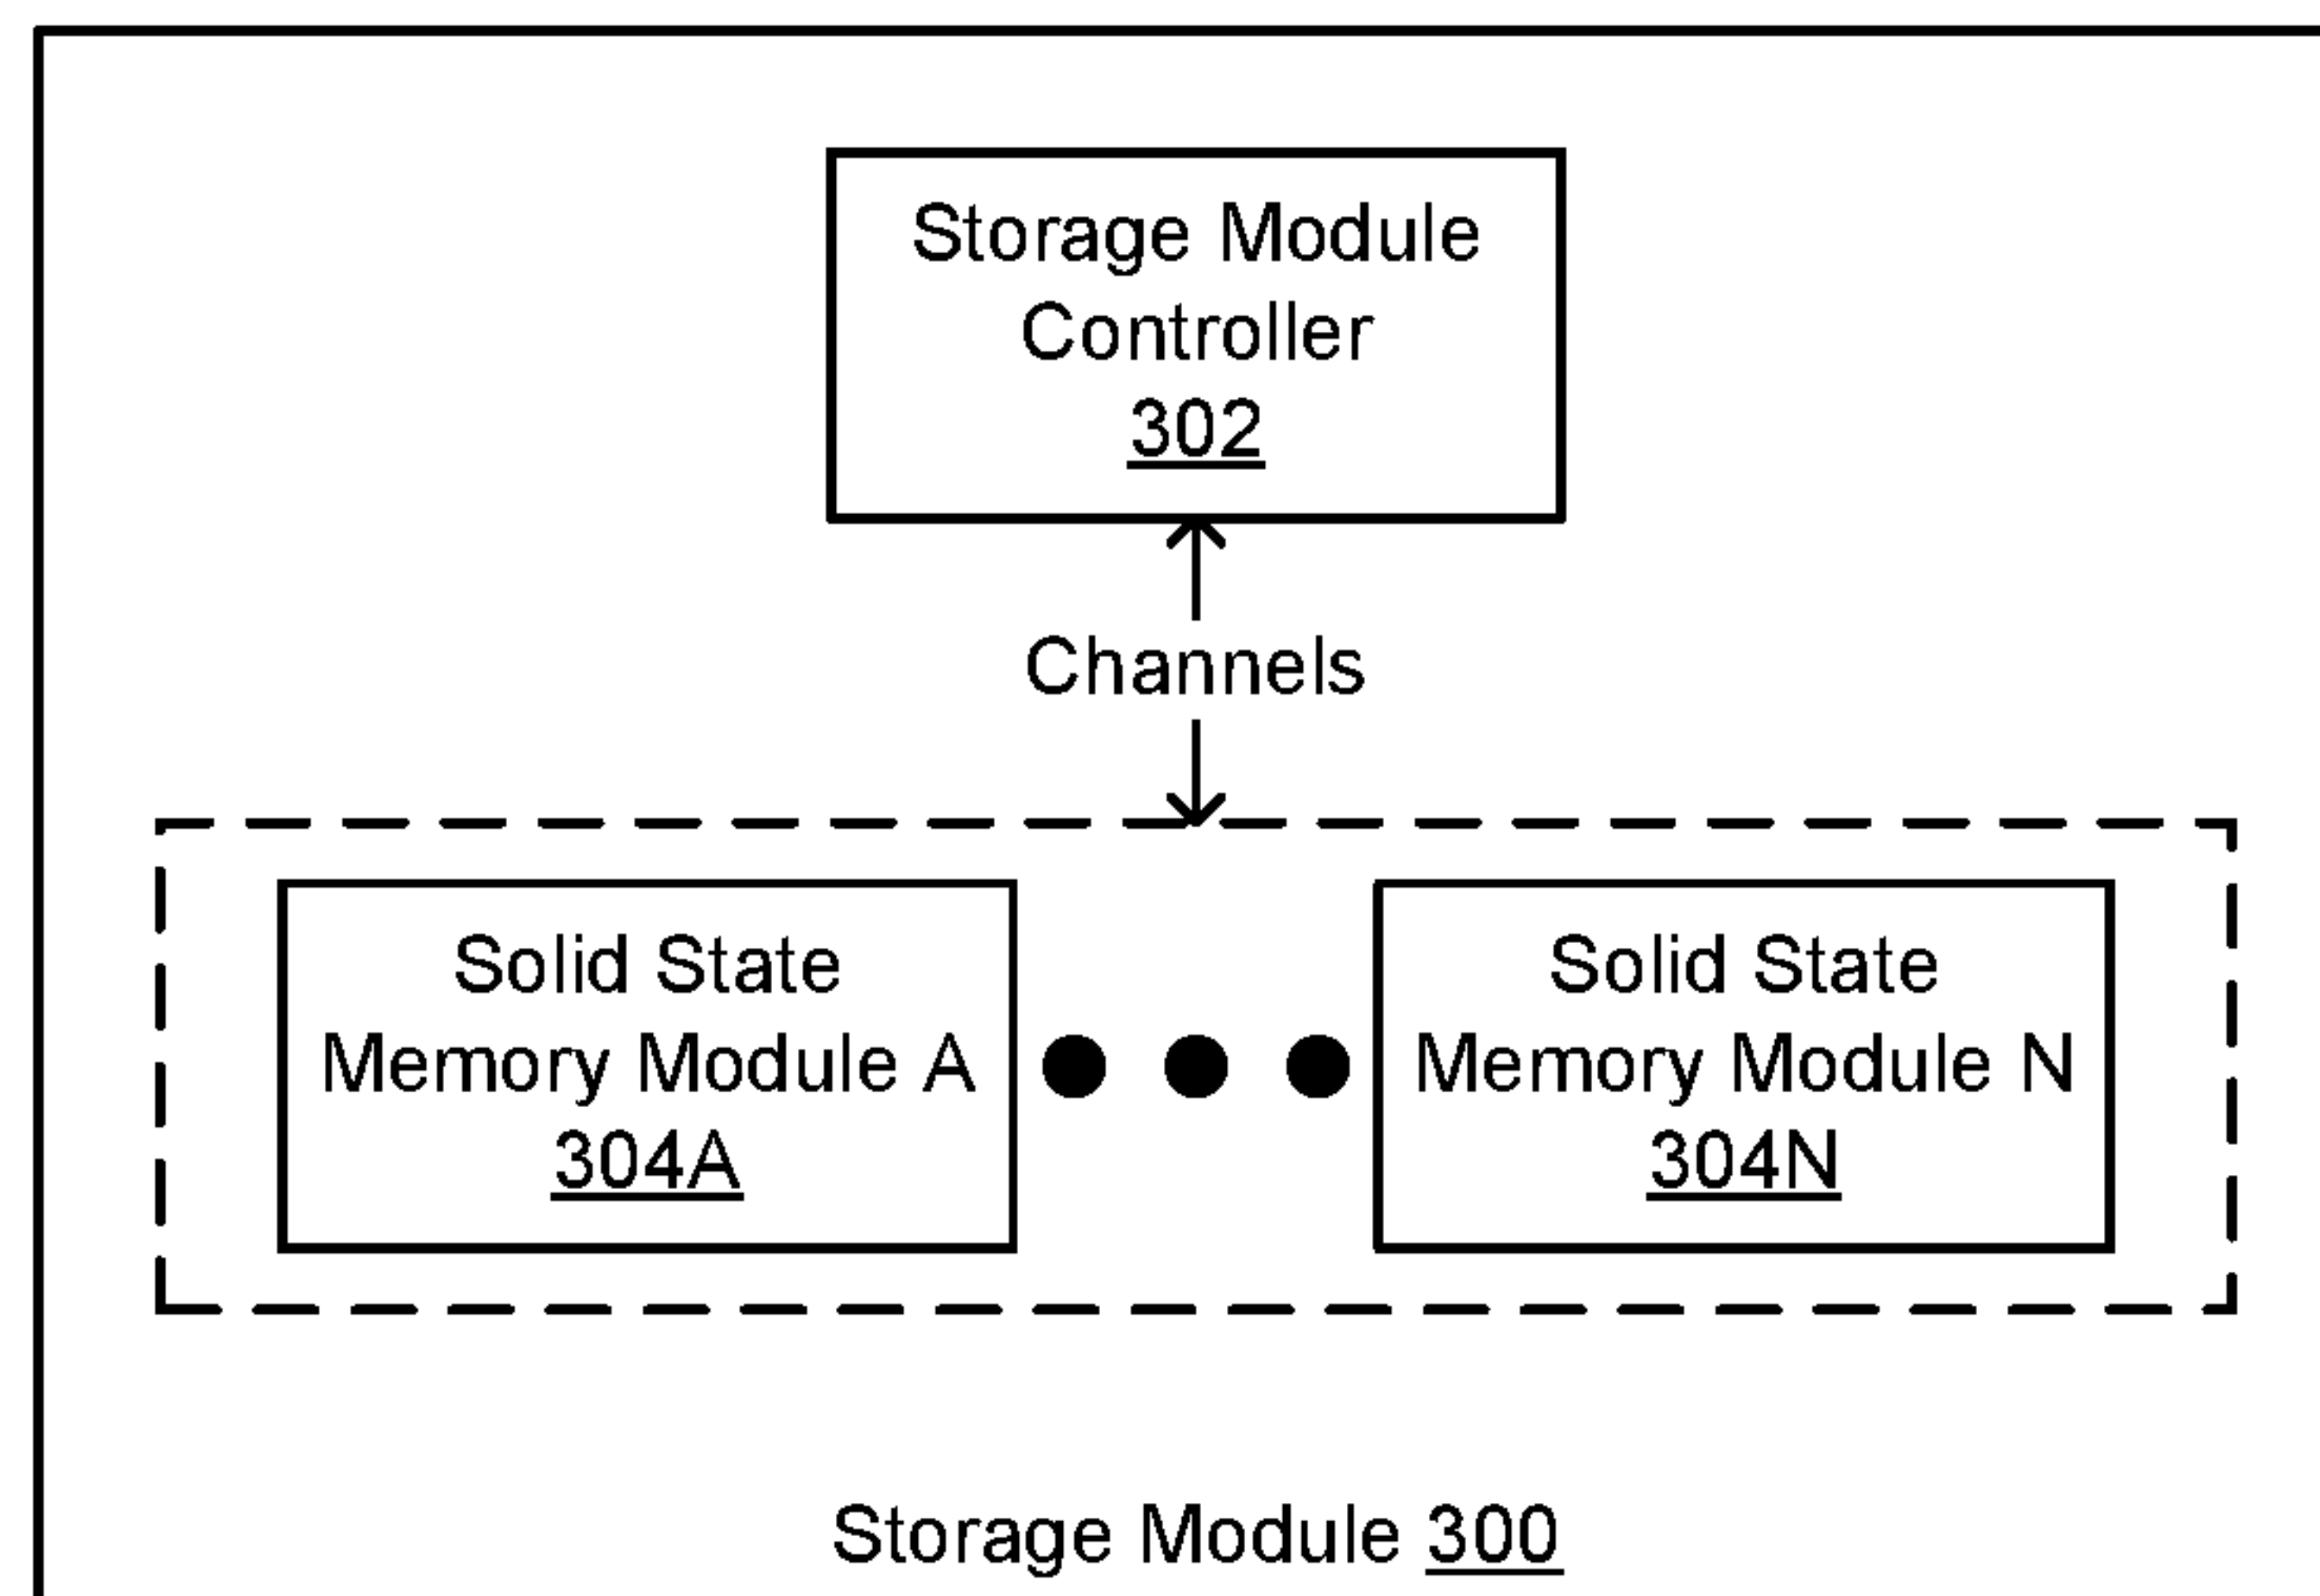 Storage Module
Controller
302
Channels
Solid State
Memory Module A
304A
Solid State
Memory Module N
304N
Storage Module 300